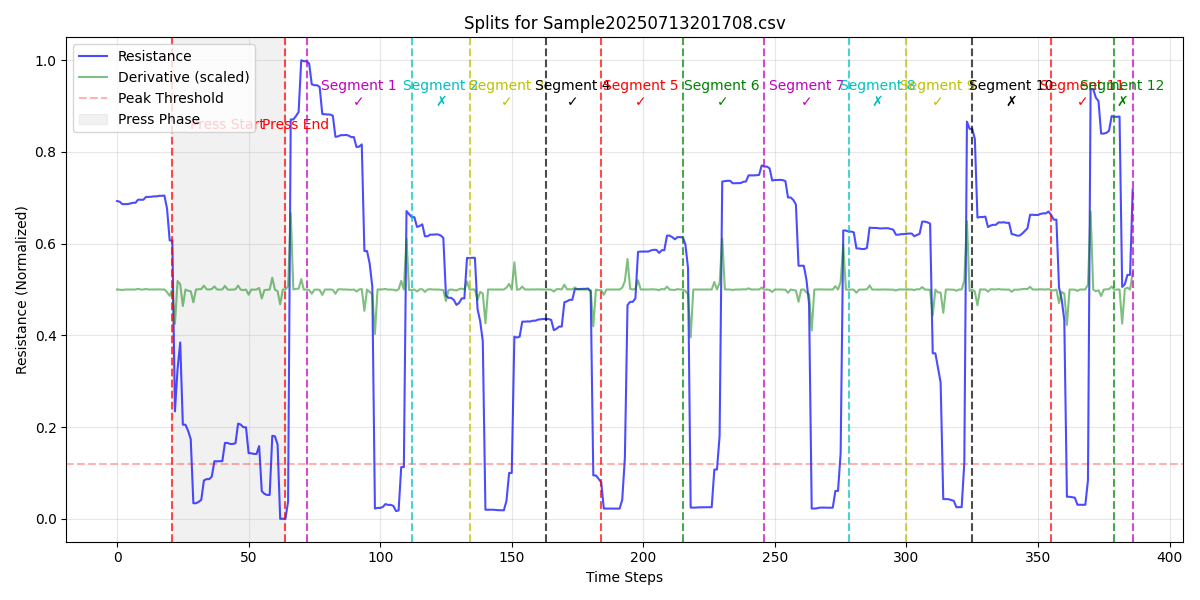 Splits for Sample20250713201708.csv
Resistance
Derivative (scaled)
Peak Threshold
Press Phase
Press Start
Press End
Segment 1
✓
Segment 2
✗
Segment 3
✓
Segment 4
✓
Segment 5
✓
Segment 6
✓
Segment 7
✓
Segment 8
✗
Segment 9
✓
Segment 10
✗
Segment 11
✓
Segment 12
✗
1.0
0.8
0.6
0.4
0.2
0.0
Resistance (Normalized)
0 50 100 150 200 250 300 350 400
Time Steps